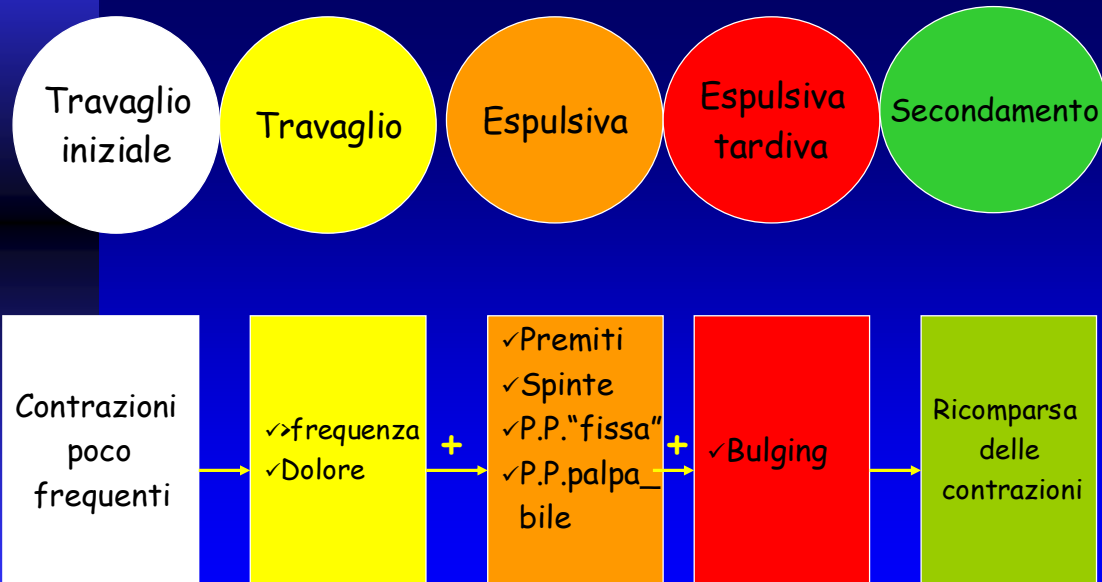 Travaglio
iniziale
Travaglio
Espulsiva
Espulsiva
tardiva
Secondamento
Contrazioni
poco
frequenti
✓>frequenza
✓Dolore
+
✓Premiti
✓Spinte
✓P.P.“fissa”
✓P.P.palpa_
bile
+
✓Bulging
Ricomparsa
delle
contrazioni